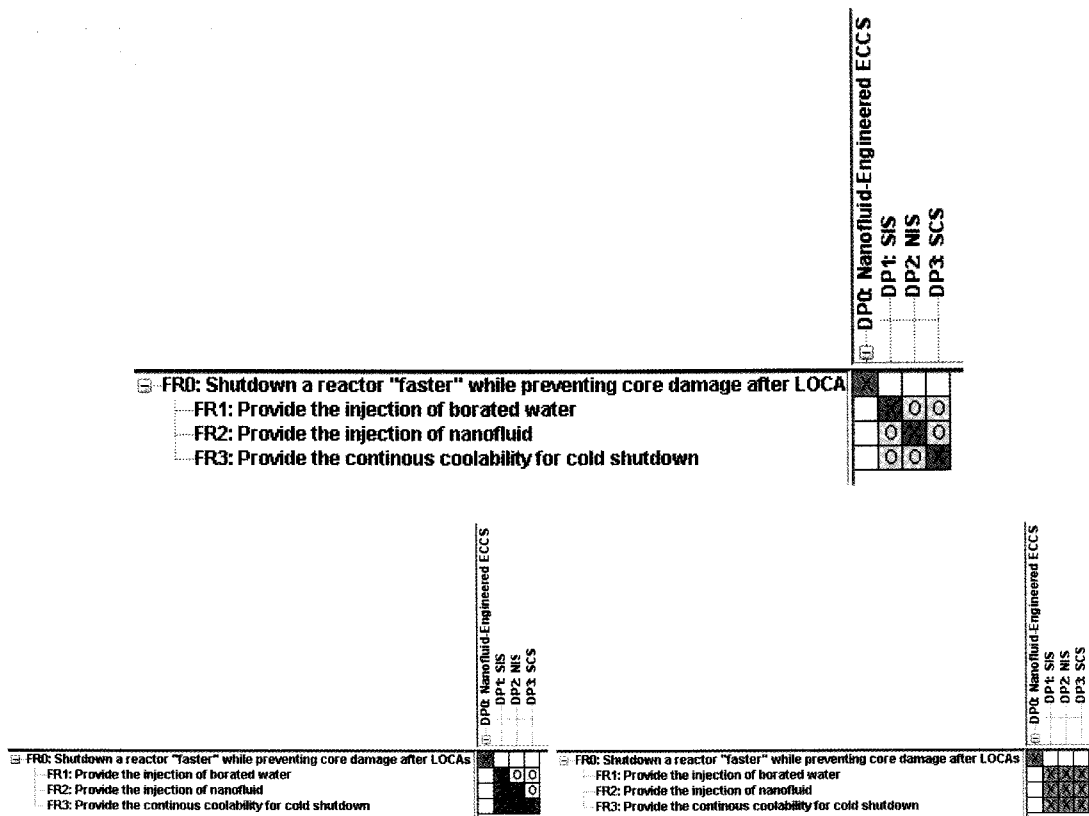 DP0: Nanofluid-Engineered ECCS
DP1: SIS
DP2: NIS
DP3: SCS
FR0: Shutdown a reactor "faster" while preventing core damage after LOCA X
FR1: Provide the injection of borated water X O O
FR2: Provide the injection of nanofluid O X O
FR3: Provide the continous coolability for cold shutdown O O X
DP0: Nanofluid-Engineered ECCS
DP1: SIS
DP2: NIS
DP3: SCS
FR0: Shutdown a reactor "faster" while preventing core damage after LOCAs X
FR1: Provide the injection of borated water O O
FR2: Provide the injection of nanofluid O
FR3: Provide the continous coolability for cold shutdown
DP0: Nanofluid-Engineered ECCS
DP1: SIS
DP2: NIS
DP3: SCS
FR0: Shutdown a reactor "faster" while preventing core damage after LOCAs X
FR1: Provide the injection of borated water X X X
FR2: Provide the injection of nanofluid X X X
FR3: Provide the continous coolability for cold shutdown X X X